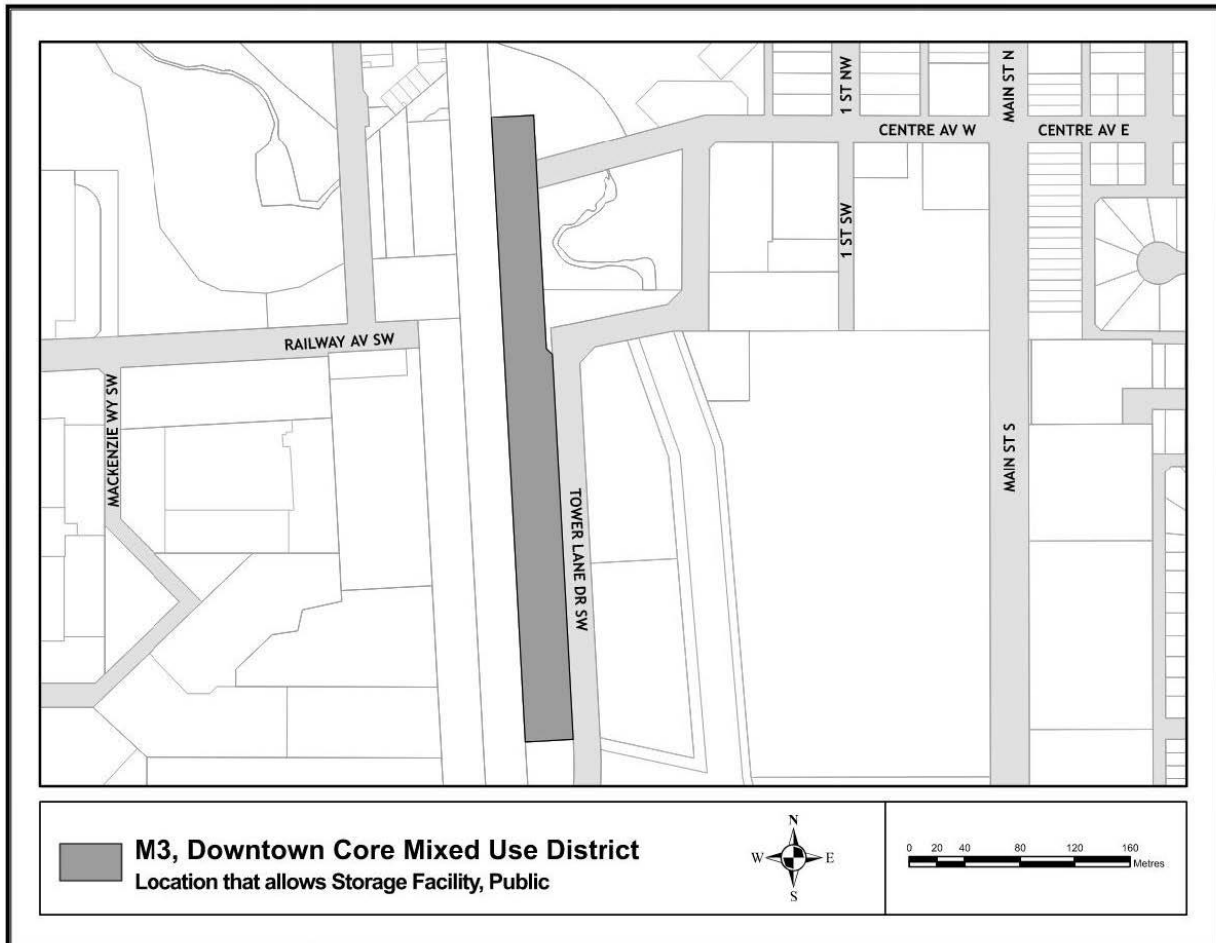 MAIN ST N
1 ST NW
CENTRE AV W
CENTRE AV E
1 ST SW
RAILWAY AV SW
MACKENZIE WY SW
MAIN ST S
TOWER LANE DR SW
M3, Downtown Core Mixed Use District
Location that allows Storage Facility, Public
N
W E
S
0 20 40 80 120 160
Metres